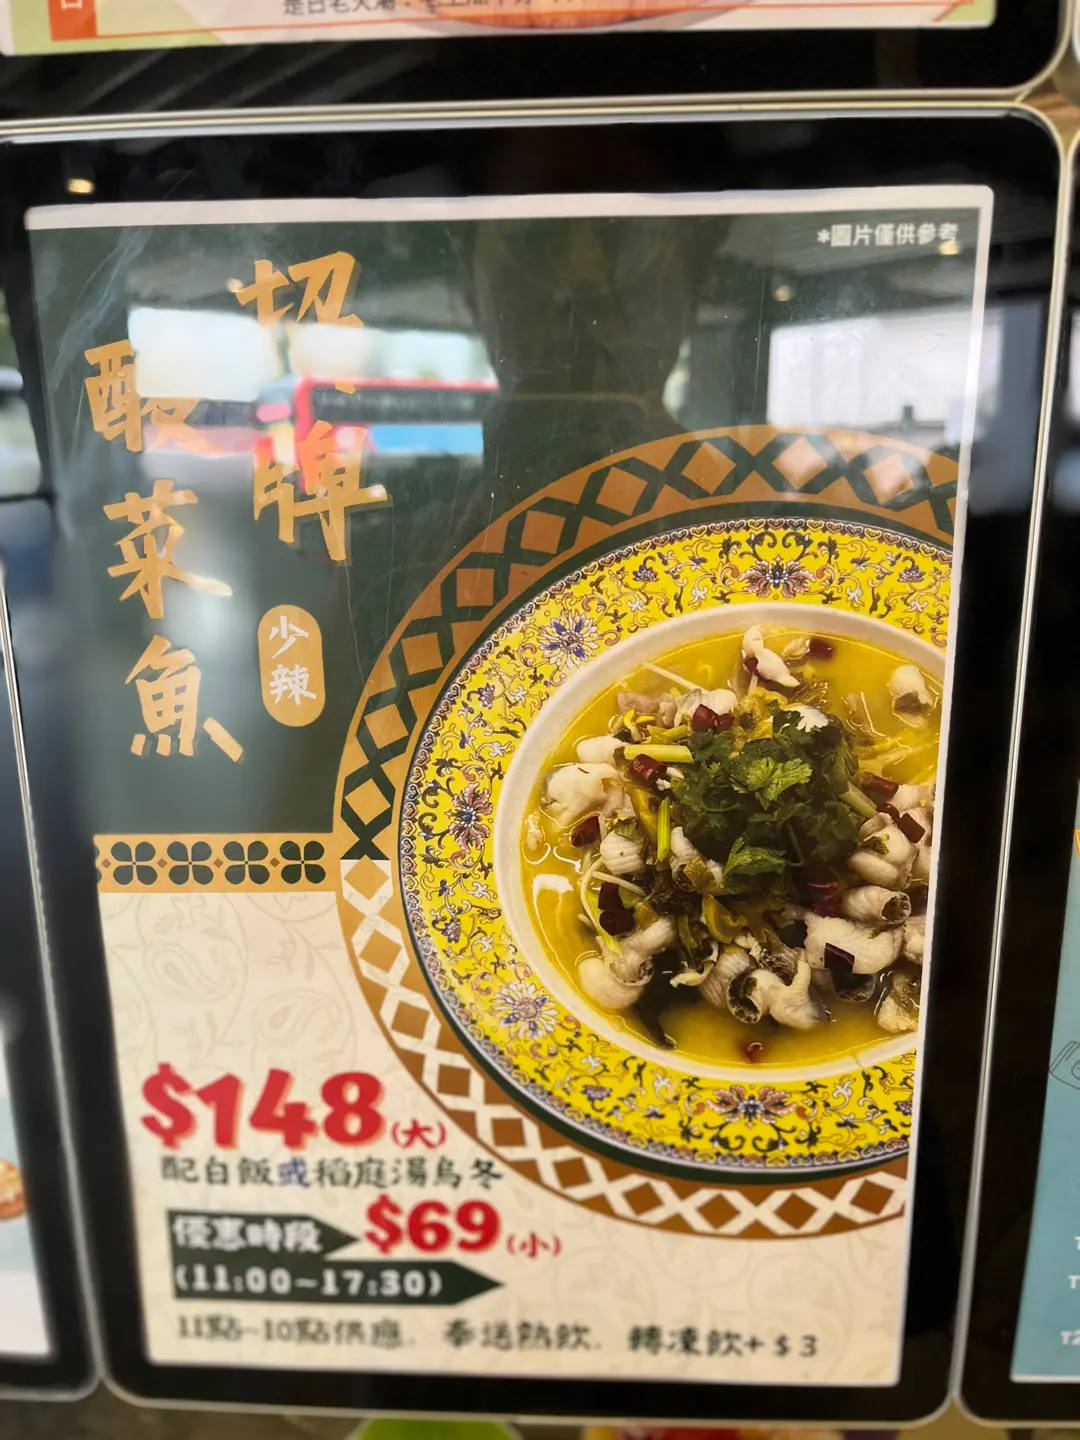 *圖片僅供參考
招牌
酸菜魚
少辣
$148(大)
配白飯或稻庭湯烏冬
優惠時段 $69(小)
(11:00-17:30)
11點-10點供應. 奉送熱飲. 轉凍飲+$3